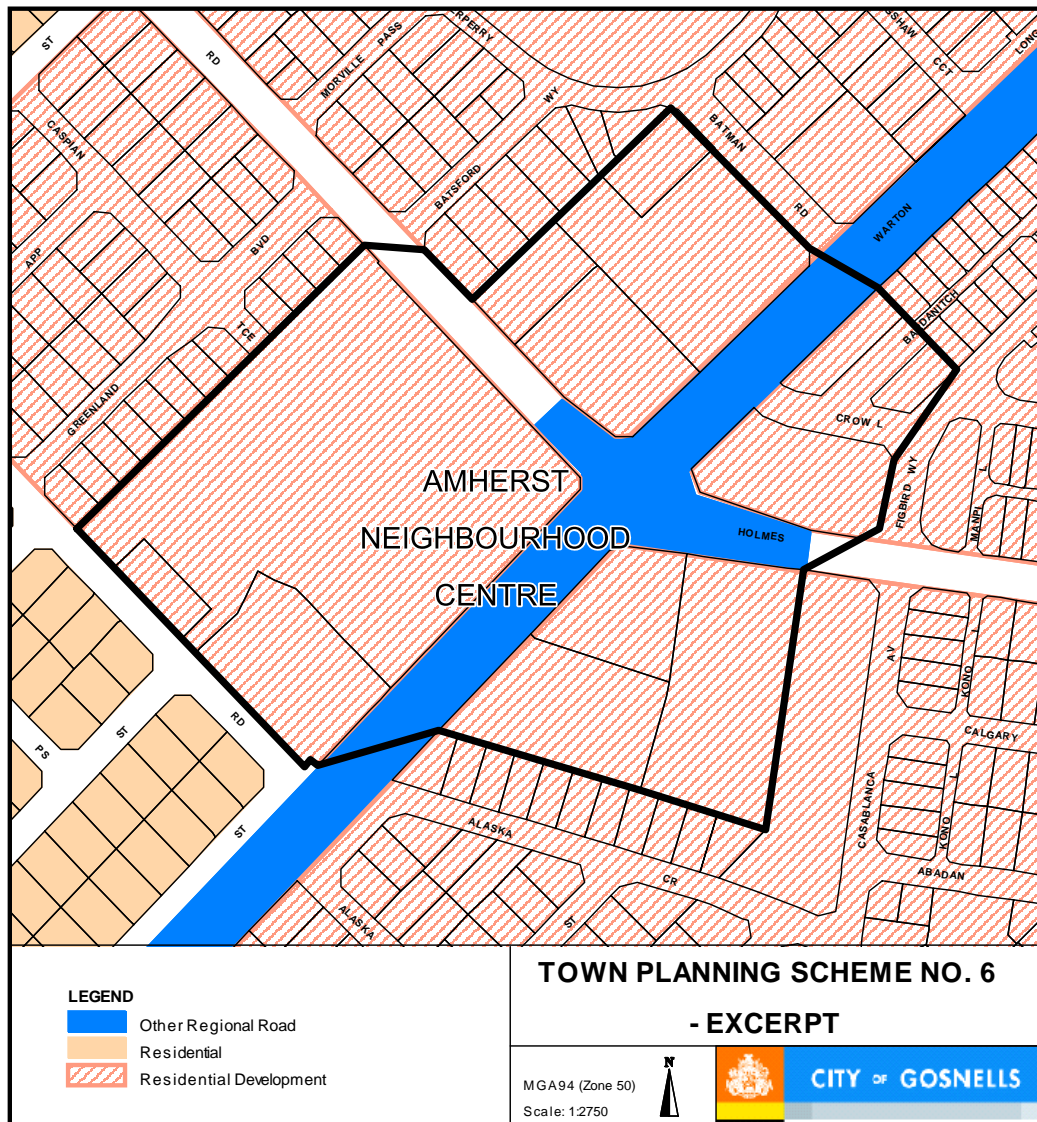 ST
RD
MORVILLE PASS
ERPERRY
GSHAW
CCT
LONG
WY
CASPIAN
BATSFORD
BATMAN
RD
WARTON
APP
BVD
TCE
GREENLAND
BADANITCH
CROW L
FIGBIRD WY
MANPI
L
AMHERST
NEIGHBOURHOOD
CENTRE
HOLMES
AV
KONO
L
CALGARY
RD
ST
PS
ST
CASABLANCA
KONO
L
ABADAN
ALASKA
CR
ALASKA
ST
LEGEND
Other Regional Road
Residential
Residential Development
TOWN PLANNING SCHEME NO. 6
- EXCERPT
MGA94 (Zone 50)
Scale: 1:2750
N
CITY OF GOSNELLS